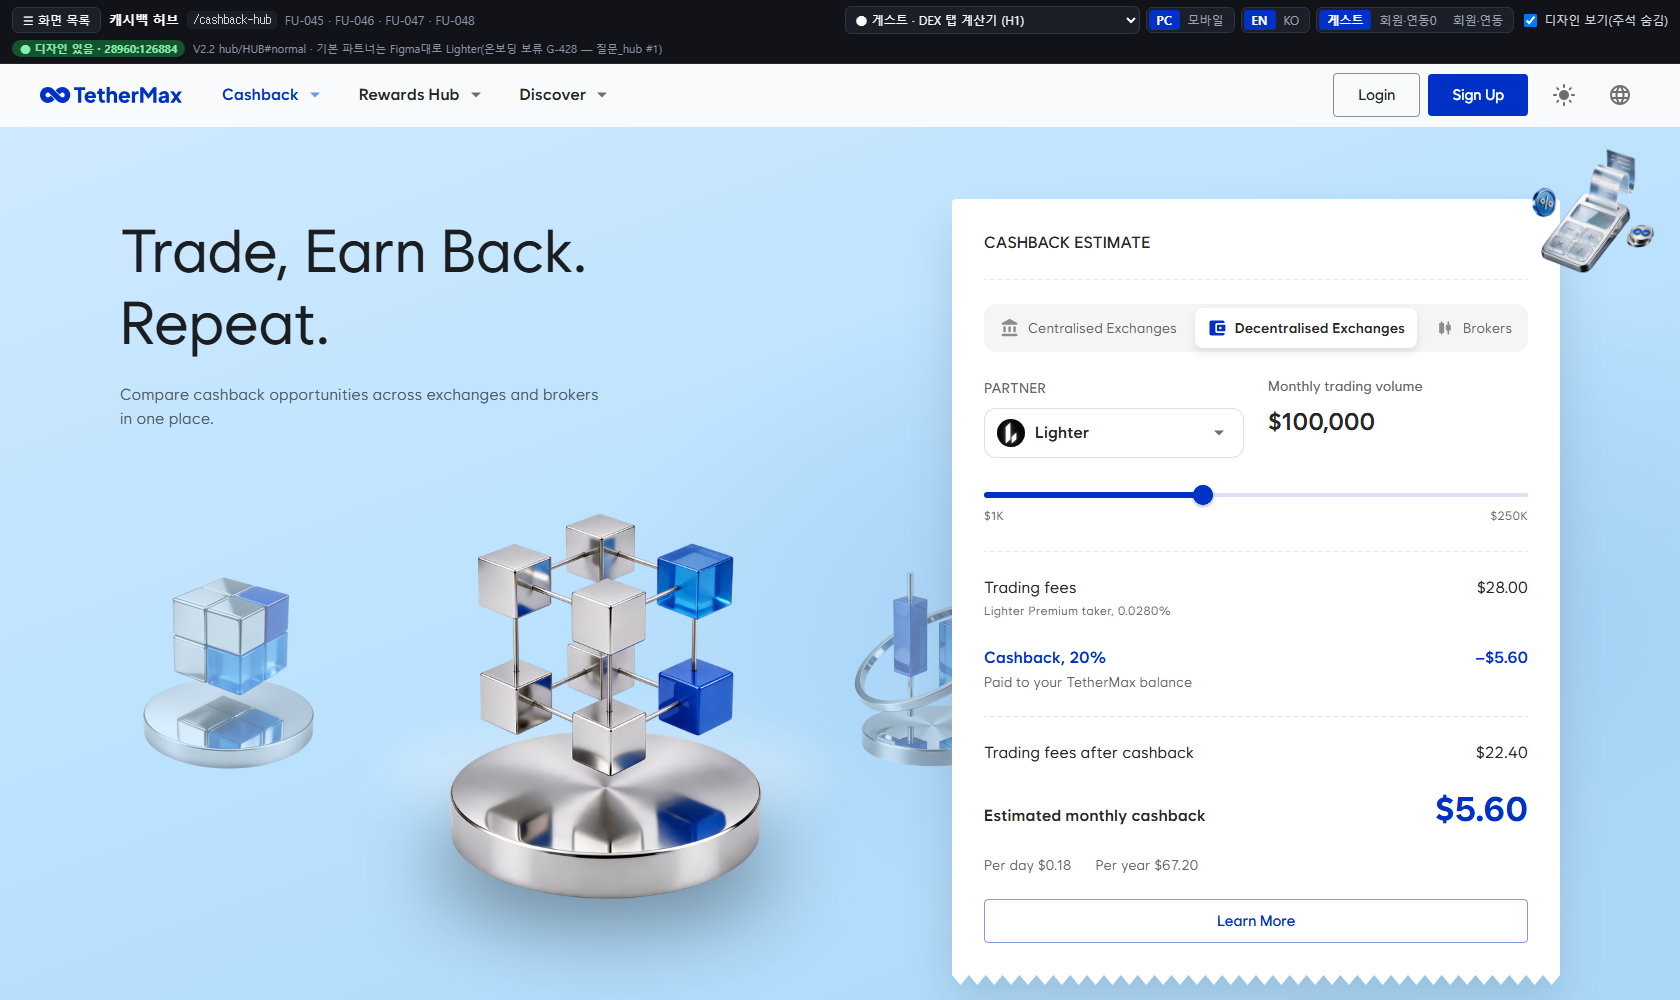 ☰ 화면 목록 캐시백 허브 /cashback-hub FU-045 · FU-046 · FU-047 · FU-048 ● 게스트 · DEX 탭 계산기 (H1) PC 모바일 EN KO 게스트 회원·연동0 회원·연동 디자인 보기(주석 숨김)
● 디자인 있음 · 28960:126884 V2.2 hub/HUB#normal · 기본 파트너는 Figma대로 Lighter(온보딩 보류 G-428 — 질문_hub #1)
TetherMax Cashback Rewards Hub Discover Login Sign Up
Trade, Earn Back.
Repeat.
Compare cashback opportunities across exchanges and brokers
in one place.
CASHBACK ESTIMATE
Centralised Exchanges Decentralised Exchanges Brokers
PARTNER Monthly trading volume
Lighter $100,000
$1K $250K
Trading fees $28.00
Lighter Premium taker, 0.0280%
Cashback, 20% –$5.60
Paid to your TetherMax balance
Trading fees after cashback $22.40
Estimated monthly cashback $5.60
Per day $0.18 Per year $67.20
Learn More